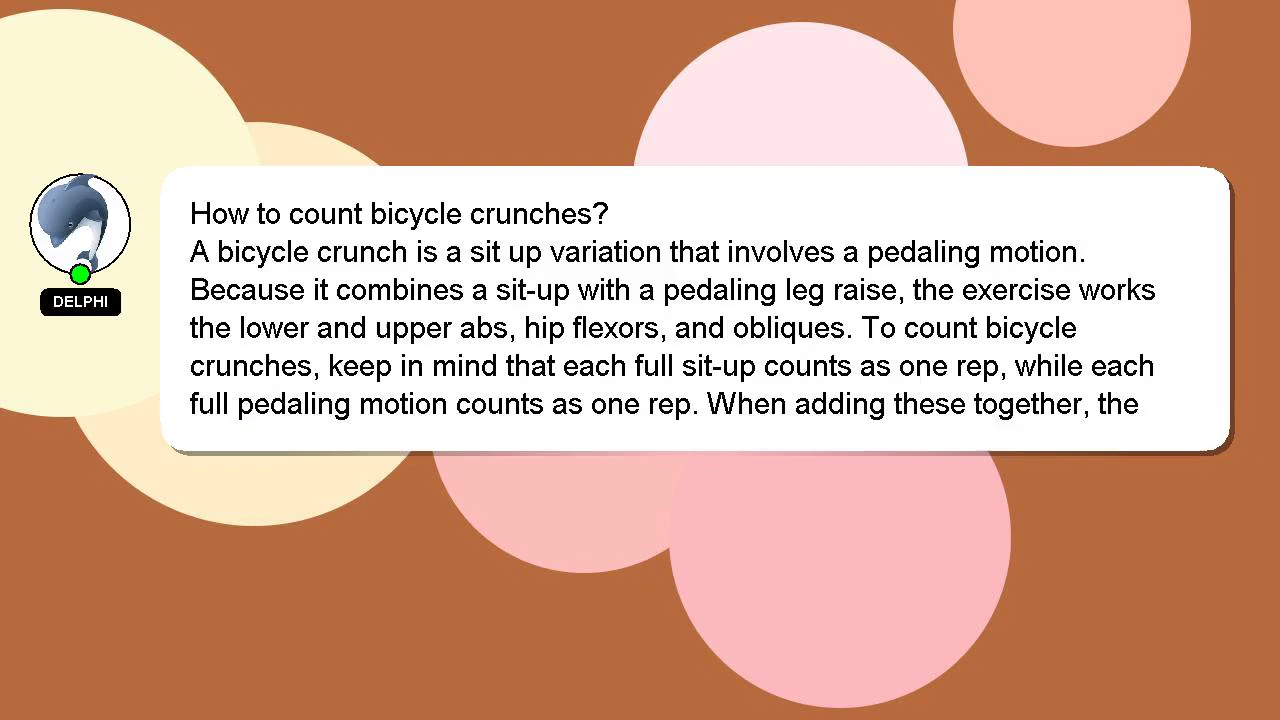 How to count bicycle crunches?
A bicycle crunch is a sit up variation that involves a pedaling motion.
Because it combines a sit-up with a pedaling leg raise, the exercise works
the lower and upper abs, hip flexors, and obliques. To count bicycle
crunches, keep in mind that each full sit-up counts as one rep, while each
full pedaling motion counts as one rep. When adding these together, the
DELPHI